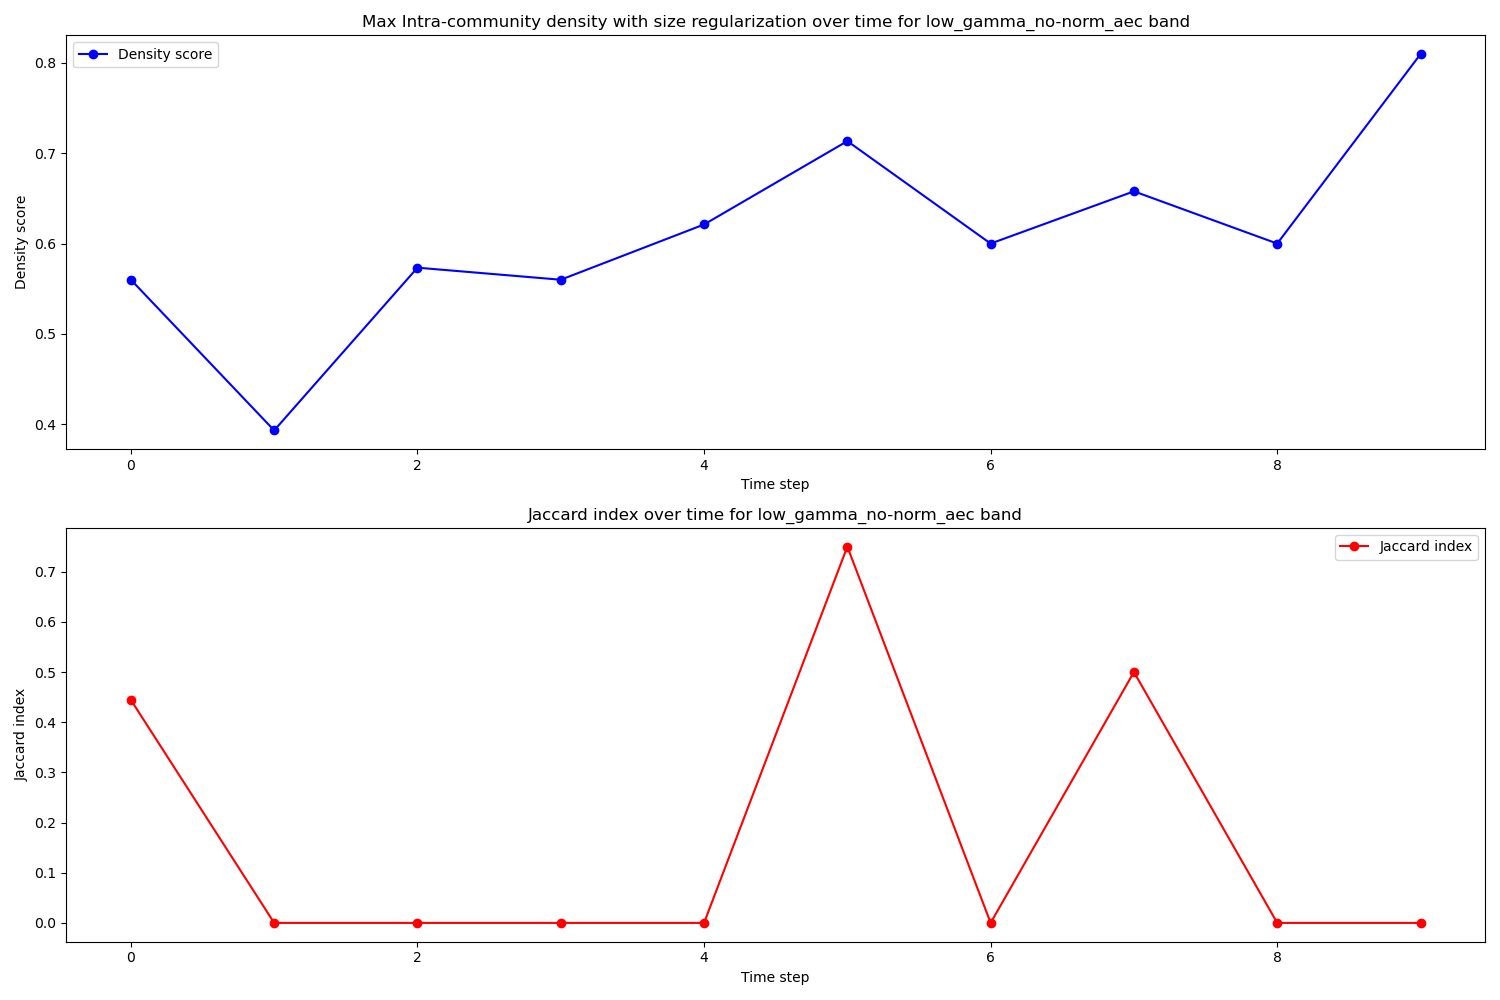 Max Intra-community density with size regularization over time for low_gamma_no-norm_aec band
Density score
0.8
0.7
0.6
0.5
0.4
Density score
0 2 4 6 8
Time step
Jaccard index over time for low_gamma_no-norm_aec band
Jaccard index
0.7
0.6
0.5
0.4
0.3
0.2
0.1
0.0
Jaccard index
0 2 4 6 8
Time step